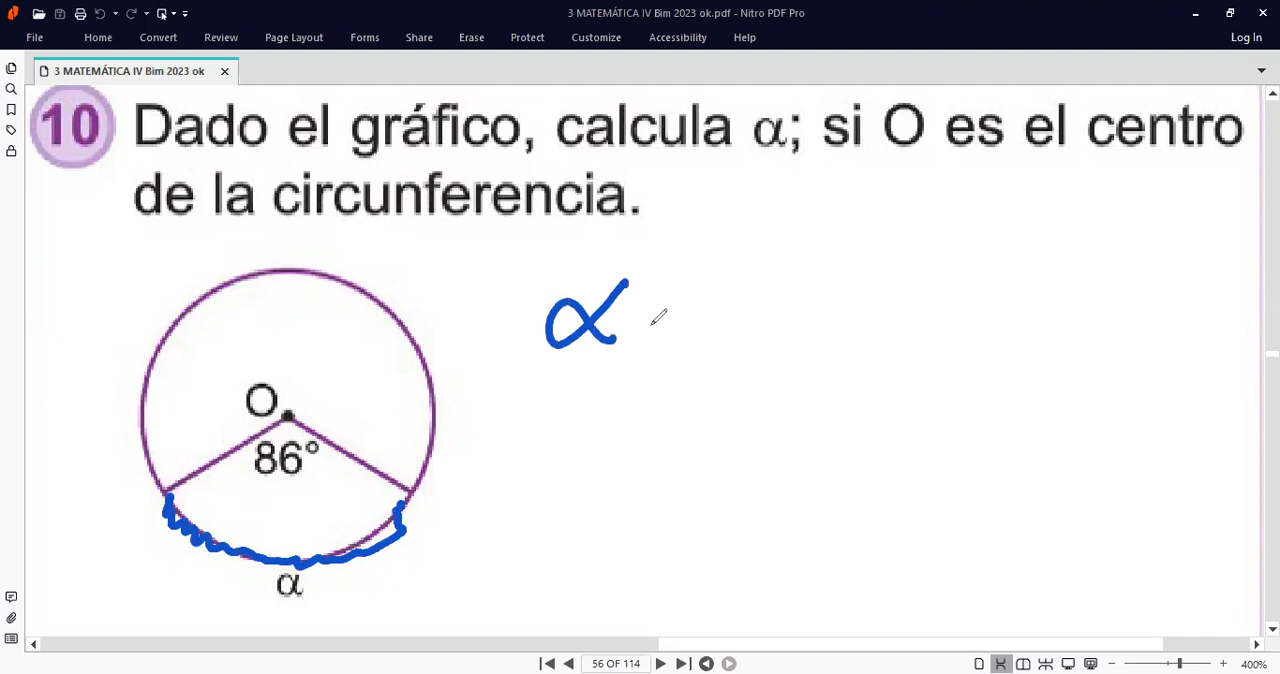 3 MATEMÁTICA IV Bim 2023 ok.pdf - Nitro PDF Pro
File Home Convert Review Page Layout Forms Share Erase Protect Customize Accessibility Help Log In
3 MATEMÁTICA IV Bim 2023 ok
10 Dado el gráfico, calcula α; si O es el centro
de la circunferencia.
α
O
86°
α
56 OF 114
400%